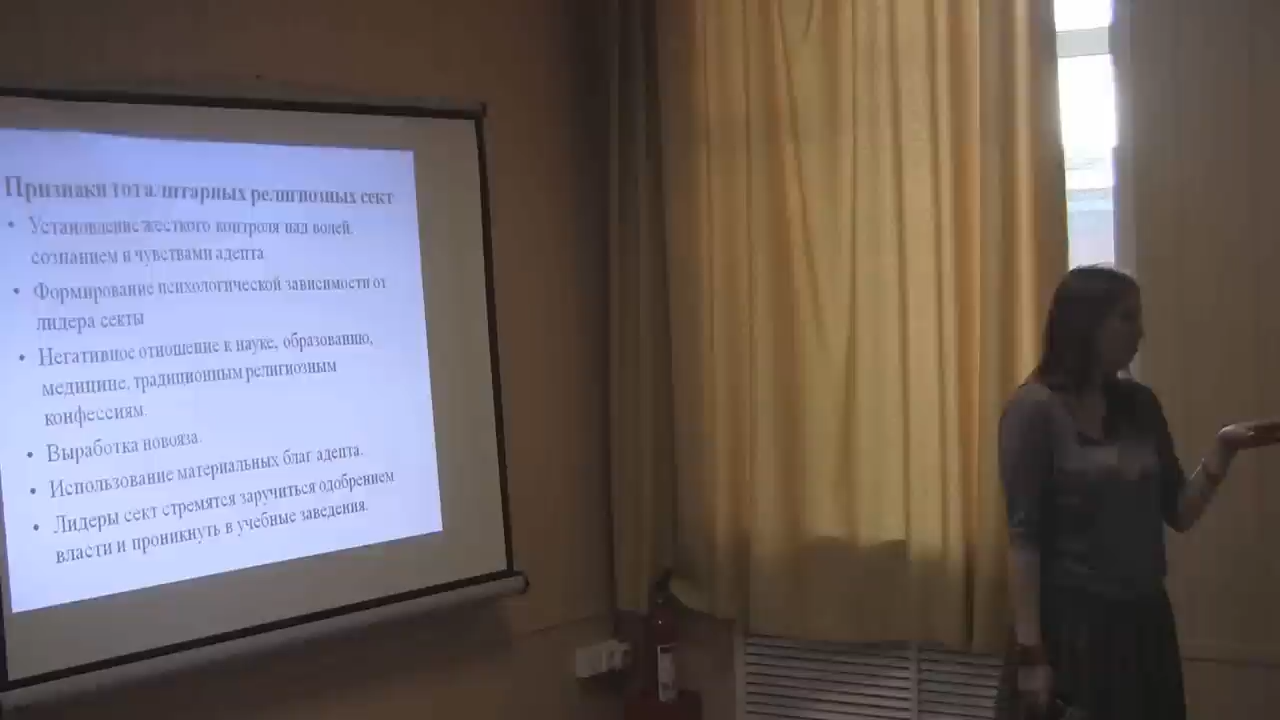 Признаки тоталитарных религиозных сект
• Установление жесткого контроля над волей,
сознанием и чувствами адепта
• Формирование психологической зависимости от
лидера секты
• Негативное отношение к науке, образованию,
медицине, традиционным религиозным
конфессиям.
• Выработка новояза.
• Использование материальных благ адепта.
• Лидеры сект стремятся заручиться одобрением
власти и проникнуть в учебные заведения.